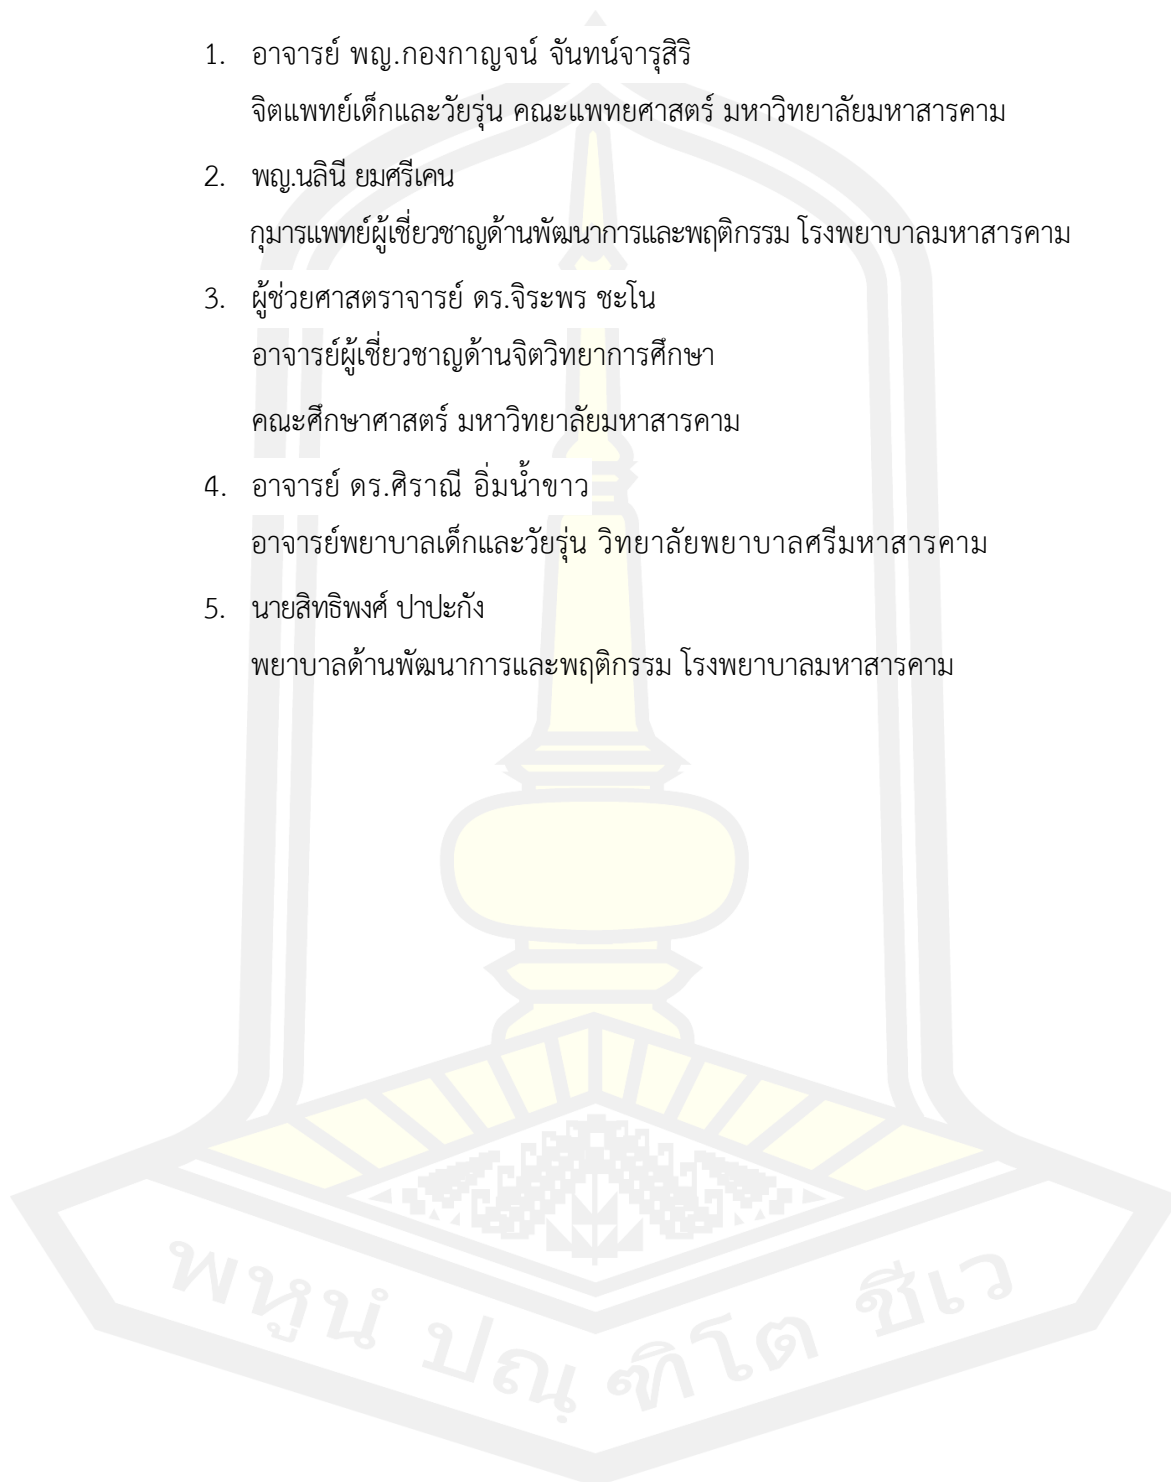 1. อาจารย์ พญ.กองกาญจน์ จันทน์จารุสิริ
จิตแพทย์เด็กและวัยรุ่น คณะแพทยศาสตร์ มหาวิทยาลัยมหาสารคาม
2. พญ.นลินี ยมศรีเคน
กุมารแพทย์ผู้เชี่ยวชาญด้านพัฒนาการและพฤติกรรม โรงพยาบาลมหาสารคาม
3. ผู้ช่วยศาสตราจารย์ ดร.จิระพร ชะโน
อาจารย์ผู้เชี่ยวชาญด้านจิตวิทยาการศึกษา
คณะศึกษาศาสตร์ มหาวิทยาลัยมหาสารคาม
4. อาจารย์ ดร.ศิราณี อิ่มน้ำขาว
อาจารย์พยาบาลเด็กและวัยรุ่น วิทยาลัยพยาบาลศรีมหาสารคาม
5. นายสิทธิพงศ์ ปาปะกัง
พยาบาลด้านพัฒนาการและพฤติกรรม โรงพยาบาลมหาสารคาม
พหูนํ ปณฺ ฑิโต ชีเว